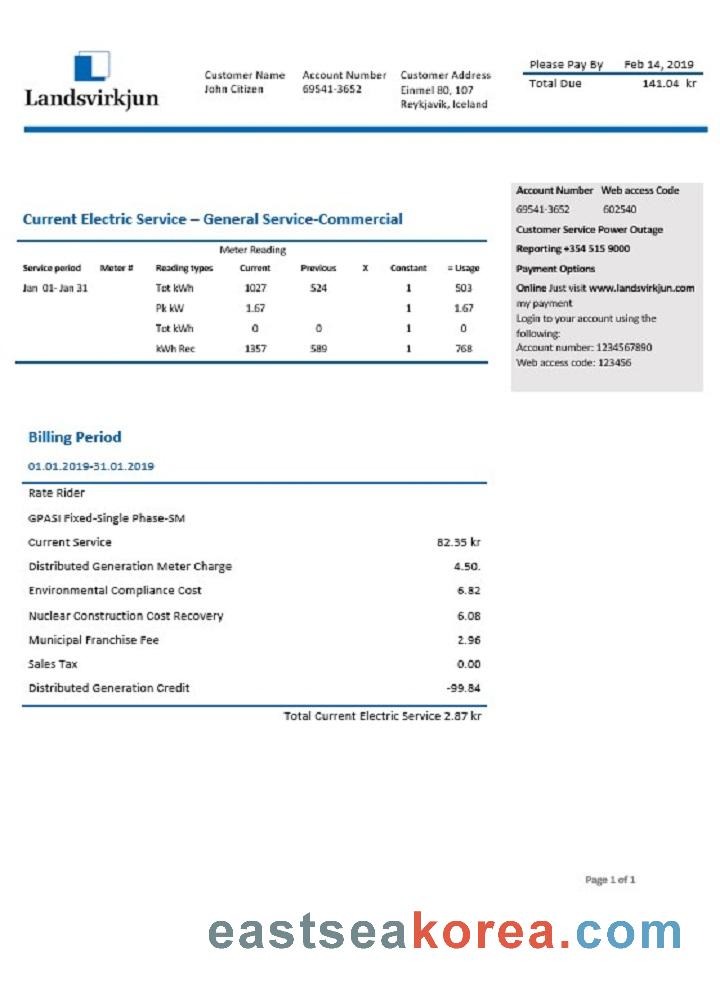 Landsvirkjun
Customer Name Account Number Customer Address
John Citizen 69541-3652 Einmel 80, 107
Reykjavik, Iceland
Please Pay By Feb 14, 2019
Total Due 141.04 kr
Current Electric Service – General Service-Commercial
Meter Reading
Service period Meter # Reading types Current Previous X Constant = Usage
Jan 01-Jan 31 Tot kWh 1027 524 1 503
Pk kW 1.67 1 1.67
Tot kWh 0 0 1 0
kWh Rec 1357 589 1 768
Account Number Web access Code
69541-3652 602540
Customer Service Power Outage
Reporting +354 515 9000
Payment Options
Online Just visit www.landsvirkjun.com
my payment
Login to your account using the
following:
Account number: 1234567890
Web access code: 123456
Billing Period
01.01.2019-31.01.2019
Rate Rider
GPASI Fixed-Single Phase-SM
Current Service 82.35 kr
Distributed Generation Meter Charge 4.50.
Environmental Compliance Cost 6.82
Nuclear Construction Cost Recovery 6.08
Municipal Franchise Fee 2.96
Sales Tax 0.00
Distributed Generation Credit -99.84
Total Current Electric Service 2.87 kr
Page 1 of 1
eastseakorea.com